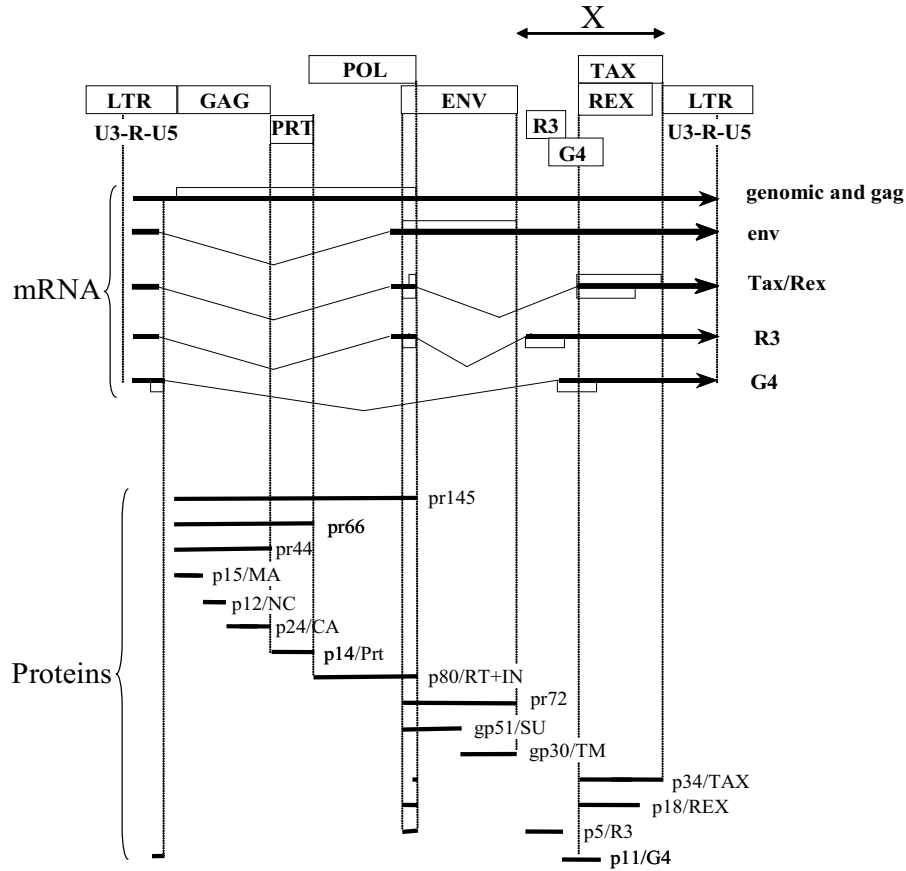 X
POL
TAX
LTR
GAG
ENV
REX
LTR
U3-R-U5
PRT
R3
U3-R-U5
G4
genomic and gag
env
mRNA
Tax/Rex
R3
G4
pr145
pr66
pr44
p15/MA
p12/NC
p24/CA
p14/Prt
Proteins
p80/RT+IN
pr72
gp51/SU
gp30/TM
p34/TAX
p18/REX
p5/R3
p11/G4